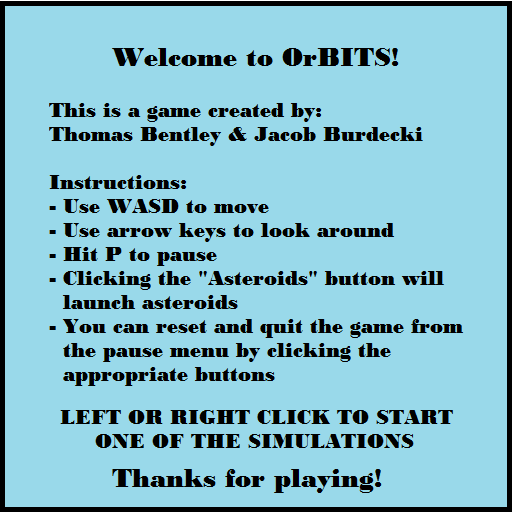 Welcome to OrBITS!
This is a game created by:
Thomas Bentley & Jacob Burdecki
Instructions:
- Use WASD to move
- Use arrow keys to look around
- Hit P to pause
- Clicking the "Asteroids" button will
launch asteroids
- You can reset and quit the game from
the pause menu by clicking the
appropriate buttons
LEFT OR RIGHT CLICK TO START
ONE OF THE SIMULATIONS
Thanks for playing!